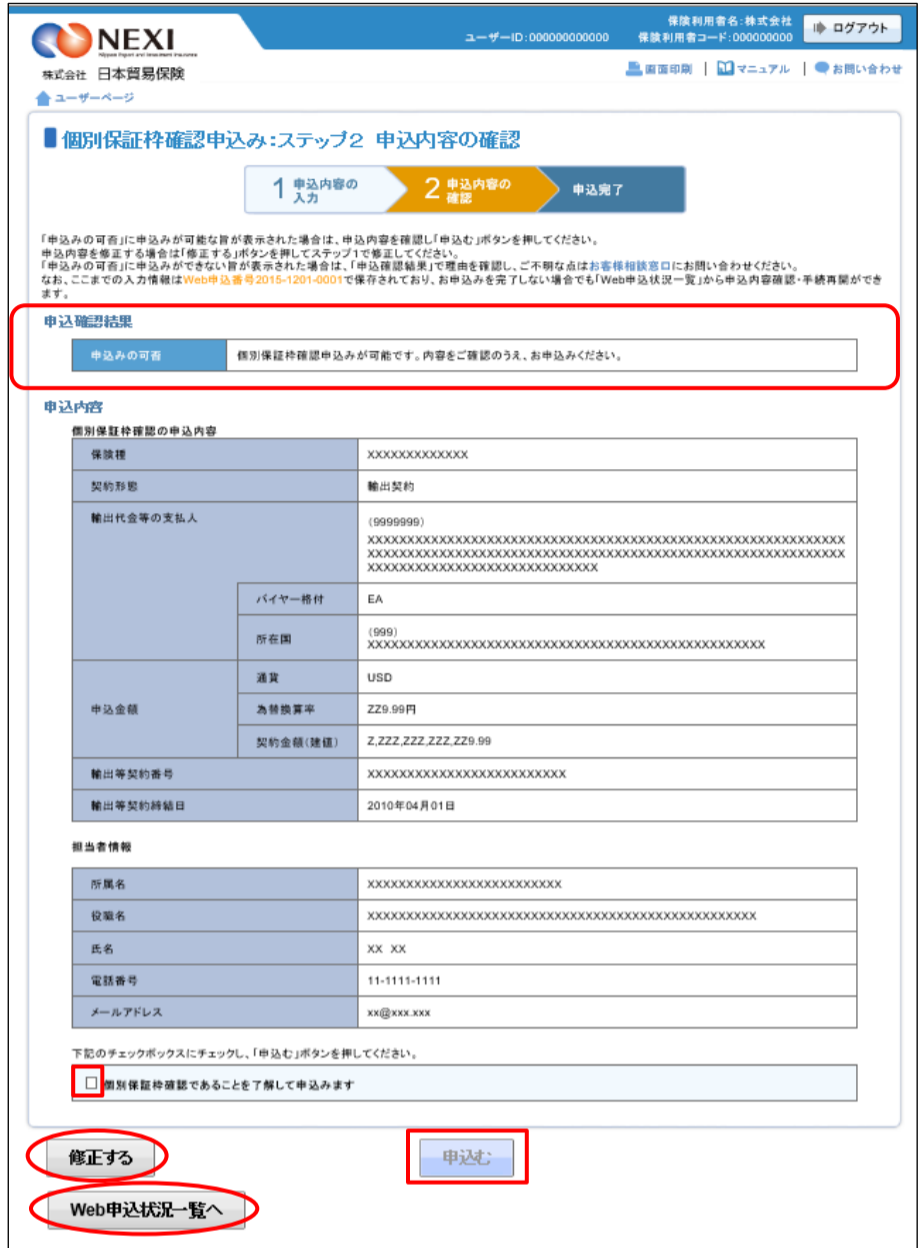 NEXI
Nippon Export and Investment Insurance
株式会社 日本貿易保険
ユーザーID:000000000000
保険利用者名:株式会社
保険利用者コード:000000000
ログアウト
画面印刷 | マニュアル | お問い合わせ
ユーザーページ
個別保証枠確認申込み:ステップ2 申込内容の確認
1 申込内容の入力
2 申込内容の確認
申込完了
「申込みの可否」に申込みが可能な旨が表示された場合は、申込内容を確認し「申込む」ボタンを押してください。
申込内容を修正する場合は「修正する」ボタンを押してステップ1で修正してください。
「申込みの可否」に申込みができない旨が表示された場合は、「申込確認結果」で理由を確認し、ご不明な点はお客様相談窓口にお問い合わせください。
なお、ここまでの入力情報はWeb申込番号2015-1201-0001で保存されており、お申込みを完了しない場合でも「Web申込状況一覧」から申込内容確認・手続再開ができ
ます。
申込確認結果
申込みの可否 個別保証枠確認申込みが可能です。内容をご確認のうえ、お申込みください。
申込内容
個別保証枠確認の申込内容
保険種 XXXXXXXXXXXXX
契約形態 輸出契約
輸出代金等の支払人 (9999999)
XXXXXXXXXXXXXXXXXXXXXXXXXXXXXXXXXXXXXXXXXXXXXXXXXXXXXXXXXXXX
XXXXXXXXXXXXXXXXXXXXXXXXXXXXXXXXXXXXXXXXXXXXXXXXXXXXXXXXXXXX
XXXXXXXXXXXXXXXXXXXXXXXXXXXXX
バイヤー格付 EA
所在国 (999)
XXXXXXXXXXXXXXXXXXXXXXXXXXXXXXXXXXXXXXXXXXXXXXXXXX
申込金額
通貨 USD
為替換算率 ZZ9.99円
契約金額(建値) Z,ZZZ,ZZZ,ZZZ,ZZ9.99
輸出等契約番号 XXXXXXXXXXXXXXXXXXXXXXXXX
輸出等契約締結日 2010年04月01日
担当者情報
所属名 XXXXXXXXXXXXXXXXXXXXXXXXX
役職名 XXXXXXXXXXXXXXXXXXXXXXXXXXXXXXXXXXXXXXXXXXXXXXXXXX
氏名 XX XX
電話番号 11-1111-1111
メールアドレス xx@xxx.xxx
下記のチェックボックスにチェックし、「申込む」ボタンを押してください。
個別保証枠確認であることを了解して申込みます
修正する
申込む
Web申込状況一覧へ